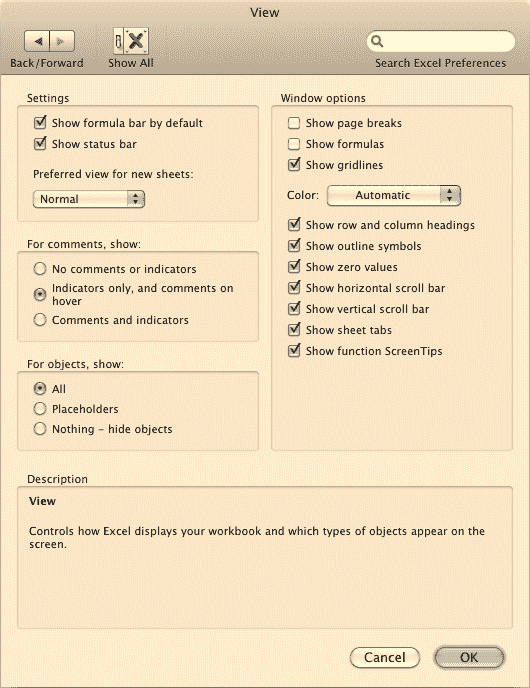 View
Back/Forward
Show All
Search Excel Preferences
Settings
Show formula bar by default
Show status bar
Preferred view for new sheets:
Normal
For comments, show:
No comments or indicators
Indicators only, and comments on
hover
Comments and indicators
For objects, show:
All
Placeholders
Nothing – hide objects
Window options
Show page breaks
Show formulas
Show gridlines
Color: Automatic
Show row and column headings
Show outline symbols
Show zero values
Show horizontal scroll bar
Show vertical scroll bar
Show sheet tabs
Show function ScreenTips
Description
View
Controls how Excel displays your workbook and which types of objects appear on the
screen.
Cancel
OK